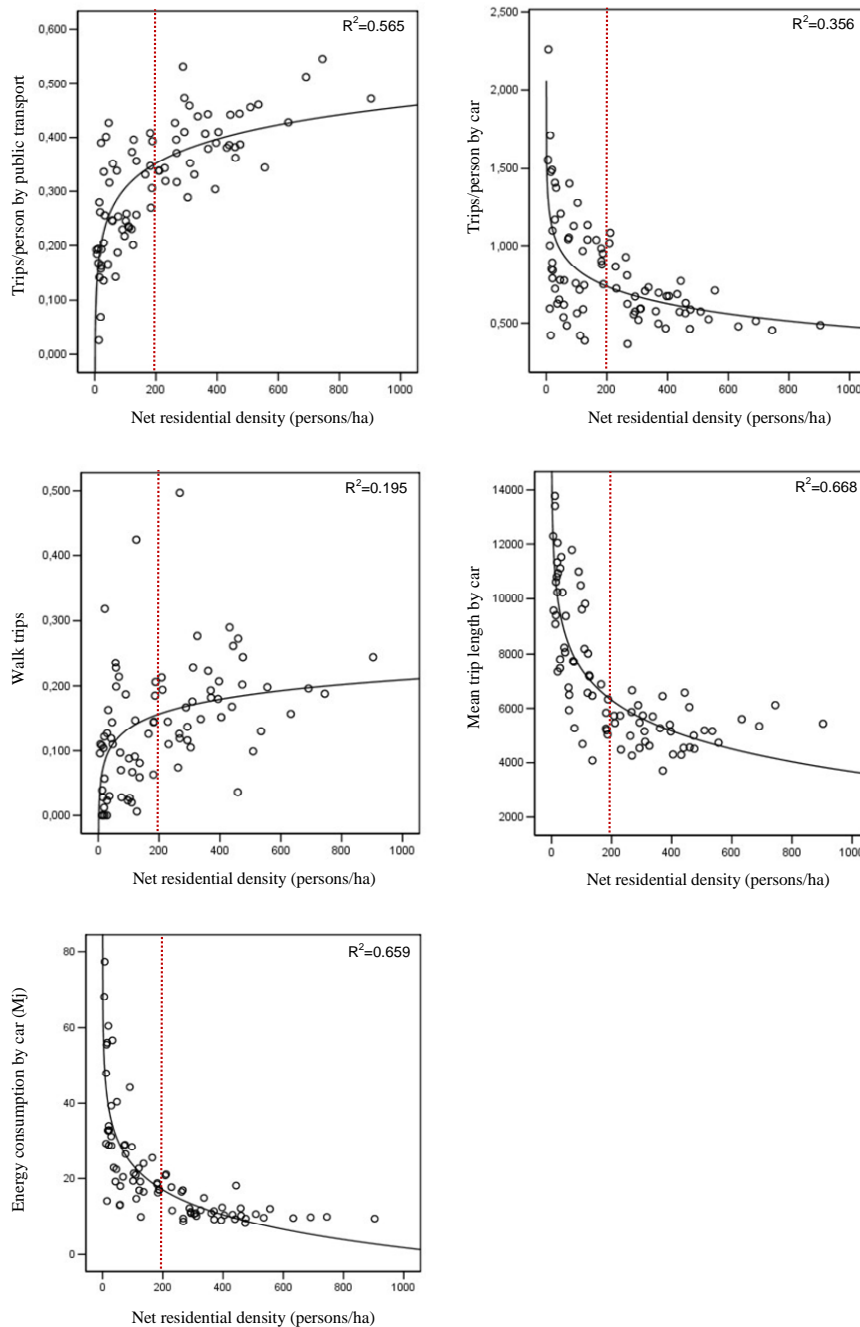 R²=0.565
Trips/person by public transport
0,600
0,500
0,400
0,300
0,200
0,100
0,000
0 200 400 600 800 1000
Net residential density (persons/ha)
R²=0.356
Trips/person by car
2,500
2,000
1,500
1,000
0,500
0 200 400 600 800 1000
Net residential density (persons/ha)
R²=0.195
Walk trips
0,500
0,400
0,300
0,200
0,100
0,000
0 200 400 600 800 1000
Net residential density (persons/ha)
R²=0.668
Mean trip length by car
14000
12000
10000
8000
6000
4000
2000
0 200 400 600 800 1000
Net residential density (persons/ha)
R²=0.659
Energy consumption by car (Mj)
80
60
40
20
0
0 200 400 600 800 1000
Net residential density (persons/ha)